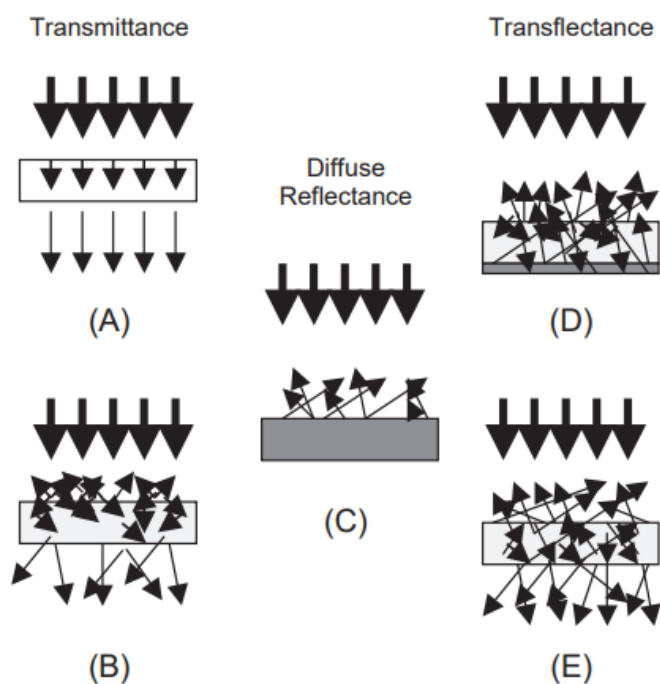 Transmittance
Transflectance
Diffuse
Reflectance
(A)
(D)
(C)
(B)
(E)